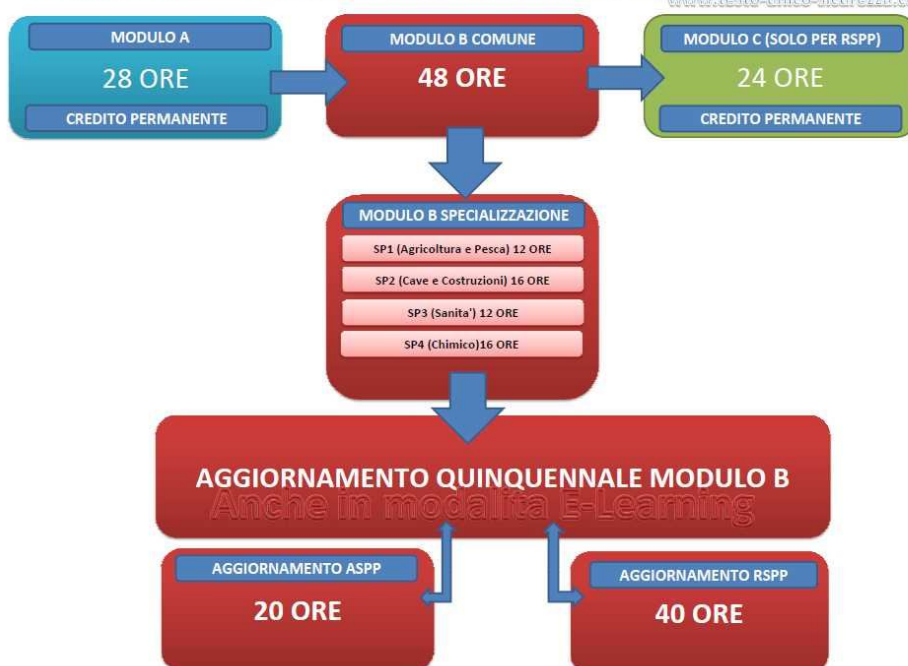 MODULO A
28 ORE
CREDITO PERMANENTE
MODULO B COMUNE
48 ORE
MODULO C (SOLO PER RSPP)
24 ORE
CREDITO PERMANENTE
MODULO B SPECIALIZZAZIONE
SP1 (Agricoltura e Pesca) 12 ORE
SP2 (Cave e Costruzioni) 16 ORE
SP3 (Sanita') 12 ORE
SP4 (Chimico)16 ORE
AGGIORNAMENTO QUINQUENNALE MODULO B
Anche in modalita E-Learning
AGGIORNAMENTO ASPP
20 ORE
AGGIORNAMENTO RSPP
40 ORE